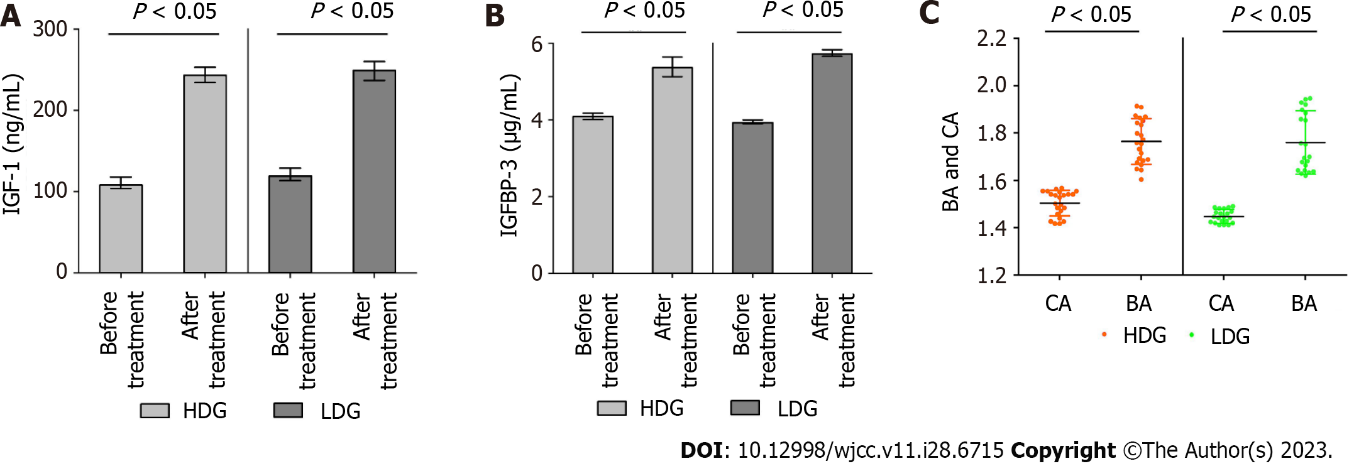 A
P < 0.05
P < 0.05
IGF-1 (ng/mL)
300
200
100
0
Before treatment
After treatment
Before treatment
After treatment
HDG
LDG
B
P < 0.05
P < 0.05
IGFBP-3 (µg/mL)
6
4
2
0
Before treatment
After treatment
Before treatment
After treatment
HDG
LDG
C
P < 0.05
P < 0.05
BA and CA
2.2
2.0
1.8
1.6
1.4
1.2
CA
BA
CA
BA
HDG
LDG
DOI: 10.12998/wjcc.v11.i28.6715 Copyright ©The Author(s) 2023.